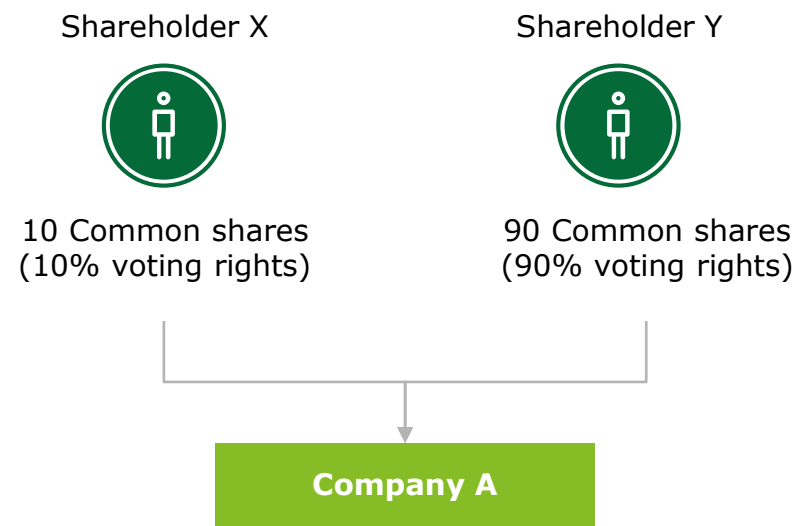 Shareholder X
Shareholder Y
10 Common shares
(10% voting rights)
90 Common shares
(90% voting rights)
Company A